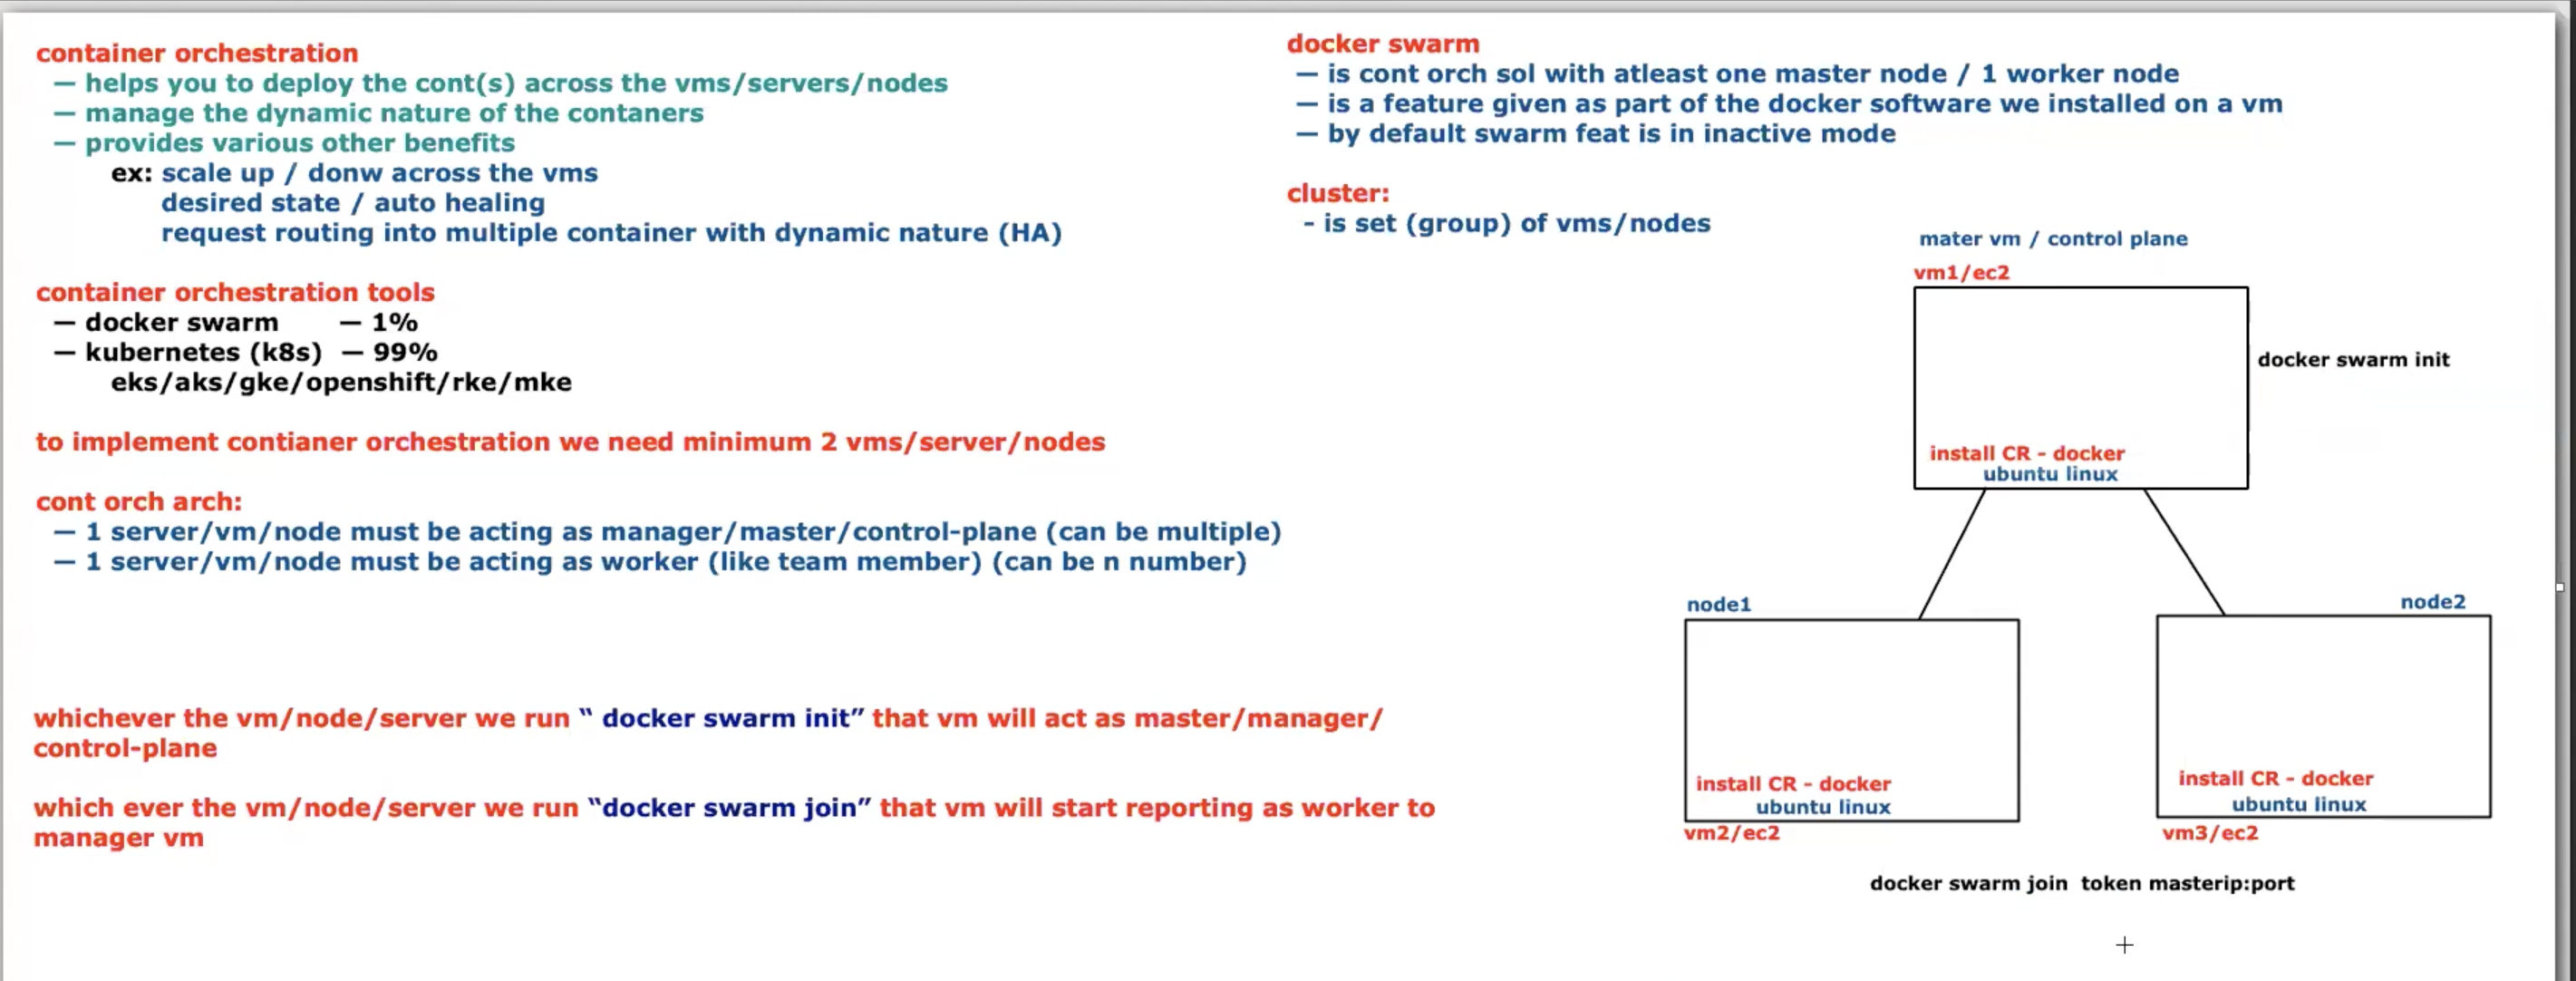 container orchestration
— helps you to deploy the cont(s) across the vms/servers/nodes
— manage the dynamic nature of the contaners
— provides various other benefits
ex: scale up / donw across the vms
desired state / auto healing
request routing into multiple container with dynamic nature (HA)
container orchestration tools
— docker swarm — 1%
— kubernetes (k8s) — 99%
eks/aks/gke/openshift/rke/mke
to implement contianer orchestration we need minimum 2 vms/server/nodes
cont orch arch:
— 1 server/vm/node must be acting as manager/master/control-plane (can be multiple)
— 1 server/vm/node must be acting as worker (like team member) (can be n number)
whichever the vm/node/server we run “ docker swarm init” that vm will act as master/manager/
control-plane
which ever the vm/node/server we run “docker swarm join” that vm will start reporting as worker to
manager vm
docker swarm
— is cont orch sol with atleast one master node / 1 worker node
— is a feature given as part of the docker software we installed on a vm
— by default swarm feat is in inactive mode
cluster:
- is set (group) of vms/nodes
mater vm / control plane
vm1/ec2
docker swarm init
install CR - docker
ubuntu linux
node1
install CR - docker
ubuntu linux
vm2/ec2
node2
install CR - docker
ubuntu linux
vm3/ec2
docker swarm join token masterip:port